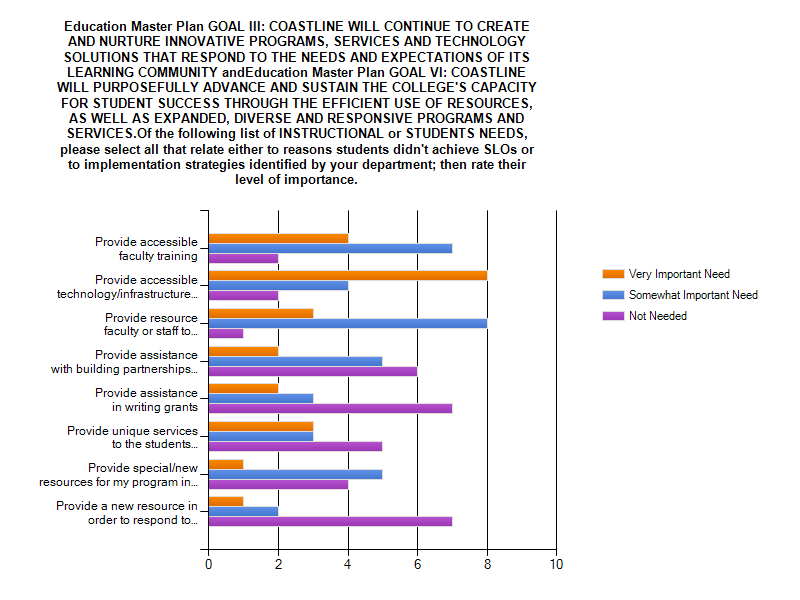 Education Master Plan GOAL III: COASTLINE WILL CONTINUE TO CREATE
AND NURTURE INNOVATIVE PROGRAMS, SERVICES AND TECHNOLOGY
SOLUTIONS THAT RESPOND TO THE NEEDS AND EXPECTATIONS OF ITS
LEARNING COMMUNITY andEducation Master Plan GOAL VI: COASTLINE
WILL PURPOSEFULLY ADVANCE AND SUSTAIN THE COLLEGE'S CAPACITY
FOR STUDENT SUCCESS THROUGH THE EFFICIENT USE OF RESOURCES,
AS WELL AS EXPANDED, DIVERSE AND RESPONSIVE PROGRAMS AND
SERVICES.Of the following list of INSTRUCTIONAL or STUDENTS NEEDS,
please select all that relate either to reasons students didn't achieve SLOs or
to implementation strategies identified by your department; then rate their
level of importance.
Provide accessible
faculty training
Provide accessible
technology/infrastructure...
Provide resource
faculty or staff to...
Provide assistance
with building partnerships...
Provide assistance
in writing grants
Provide unique services
to the students...
Provide special/new
resources for my program in...
Provide a new resource in
order to respond to...
0 2 4 6 8 10
Very Important Need
Somewhat Important Need
Not Needed